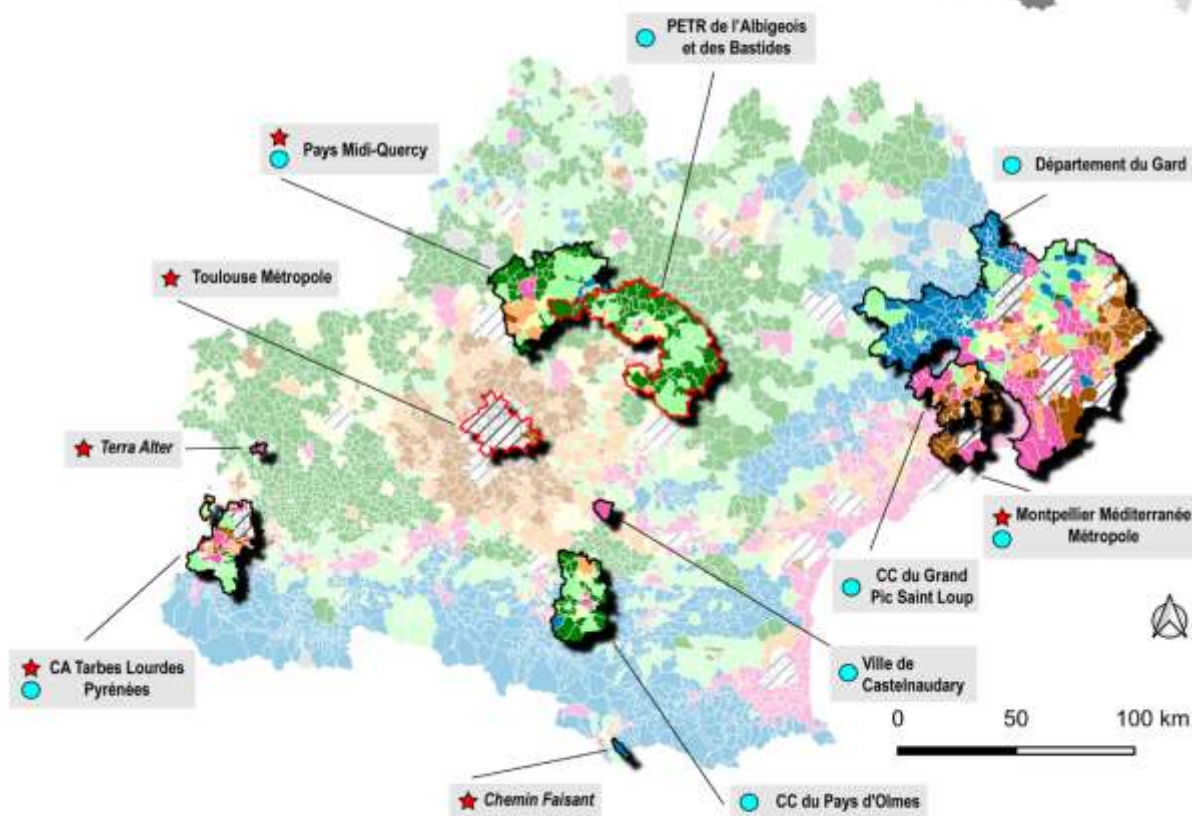 PETR de l'Albigeois
et des Bastides
Pays Midi-Quercy
Département du Gard
Toulouse Métropole
Terra Alter
Montpellier Méditerranée
Métropole
CC du Grand
Pic Saint Loup
CA Tarbes Lourdes
Pyrénées
Ville de
Castelnaudary
0 50 100 km
Chemin Faisant
CC du Pays d'Olmes